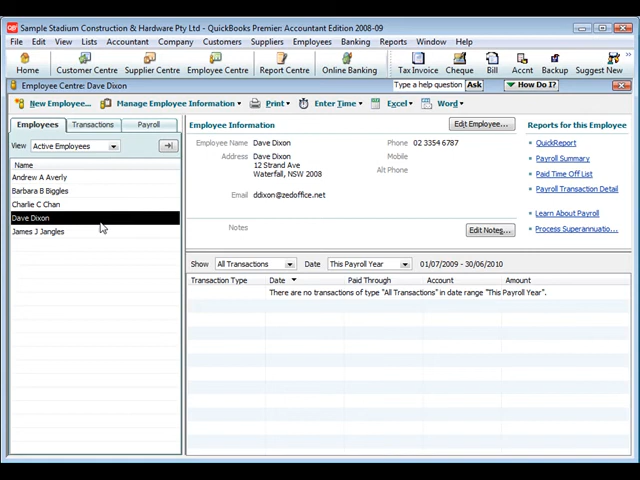 Sample Stadium Construction & Hardware Pty Ltd - QuickBooks Premier: Accountant Edition 2008-09
File Edit View Lists Accountant Company Customers Suppliers Employees Banking Reports Window Help
Home Customer Centre Supplier Centre Employee Centre Report Centre Online Banking Tax Invoice Cheque Bill Accnt Backup Suggest New
Employee Centre: Dave Dixon Type a help question Ask How Do I?
New Employee... Manage Employee Information Print Enter Time Excel Word
Employees Transactions Payroll
View Active Employees
Name
Andrew A Averly
Barbara B Biggles
Charlie C Chan
Dave Dixon
James J Jangles
Employee Information Edit Employee...
Employee Name Dave Dixon Phone 02 3354 6787
Address Dave Dixon Mobile
12 Strand Ave Alt Phone
Waterfall, NSW
Email ddixon@zedoffice.net
Notes Edit Notes...
Reports for this Employee
QuickReport
Payroll Summary
Paid Time Off List
Payroll Transaction Detail
Learn About Payroll
Process Superannuatio...
Show All Transactions Date This Payroll Year 01/07/2009 - 30/06/2010
Transaction Type Date Paid Through Account Amount
There are no transactions of type "All Transactions" in date range "This Payroll Year".